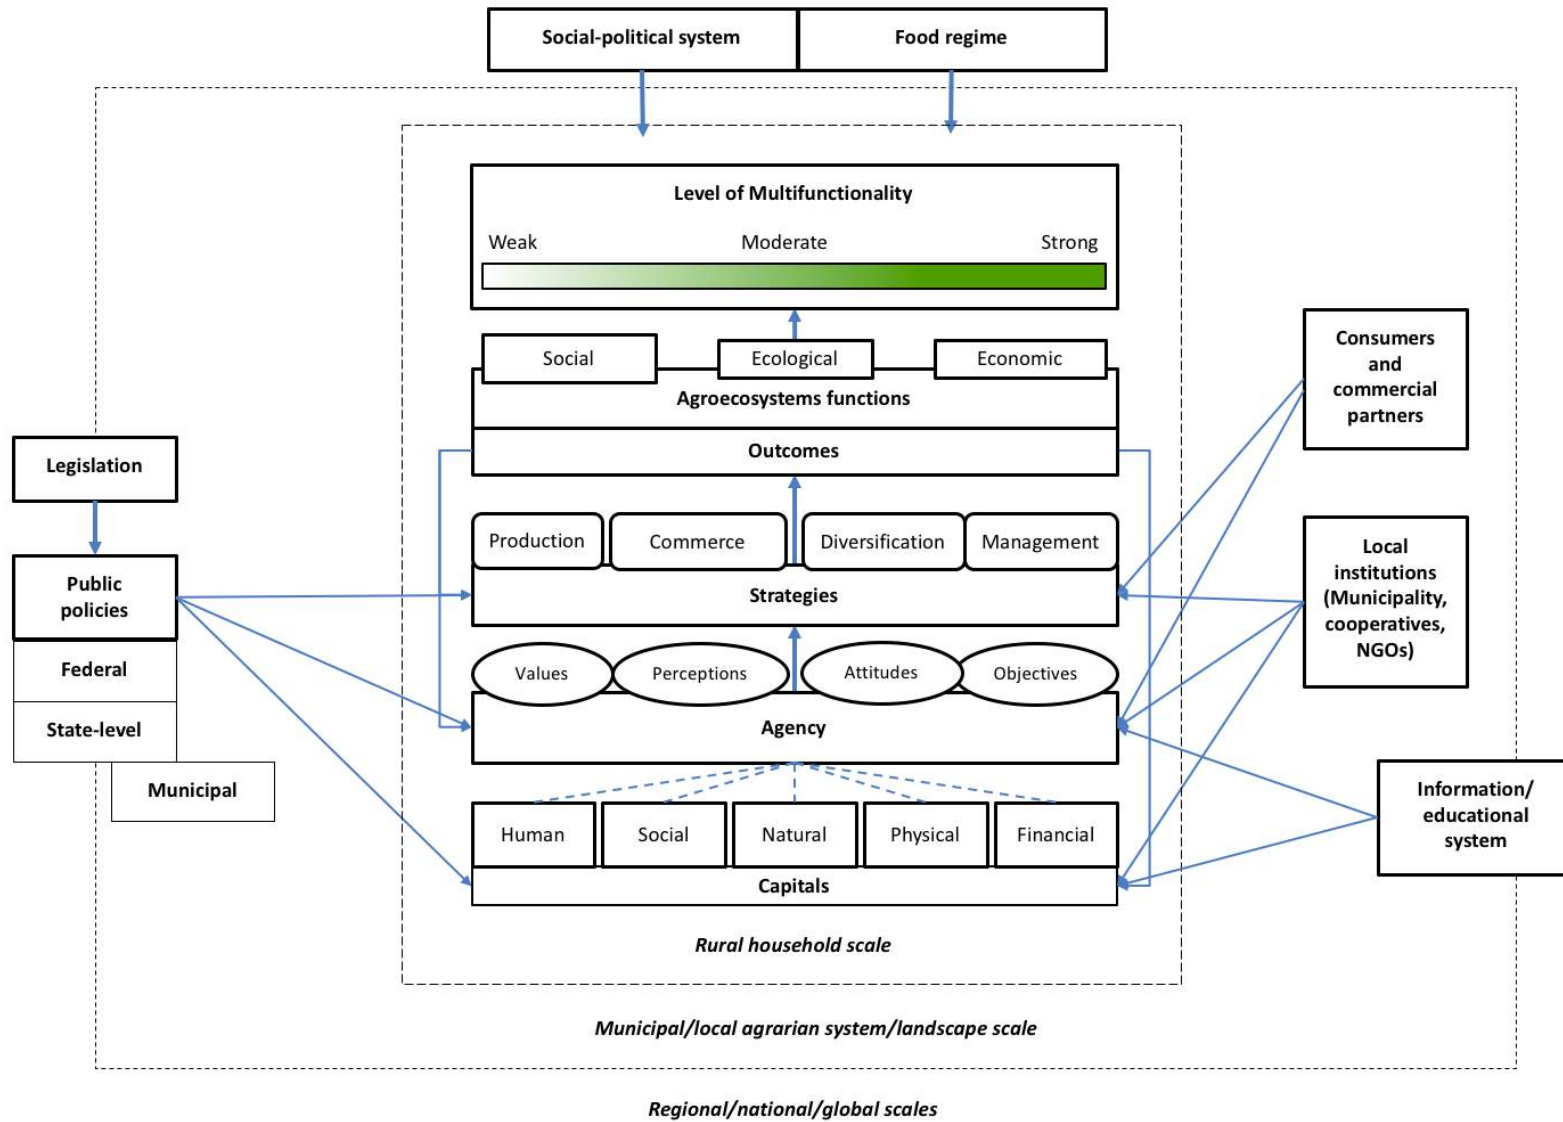 Social-political system
Food regime
Level of Multifunctionality
Weak
Moderate
Strong
Social
Ecological
Economic
Agroecosystems functions
Outcomes
Production
Commerce
Diversification
Management
Strategies
Values
Perceptions
Attitudes
Objectives
Agency
Human
Social
Natural
Physical
Financial
Capitals
Rural household scale
Municipal/local agrarian system/landscape scale
Regional/national/global scales
Legislation
Public
policies
Federal
State-level
Municipal
Consumers
and
commercial
partners
Local
institutions
(Municipality,
cooperatives,
NGOs)
Information/
educational
system